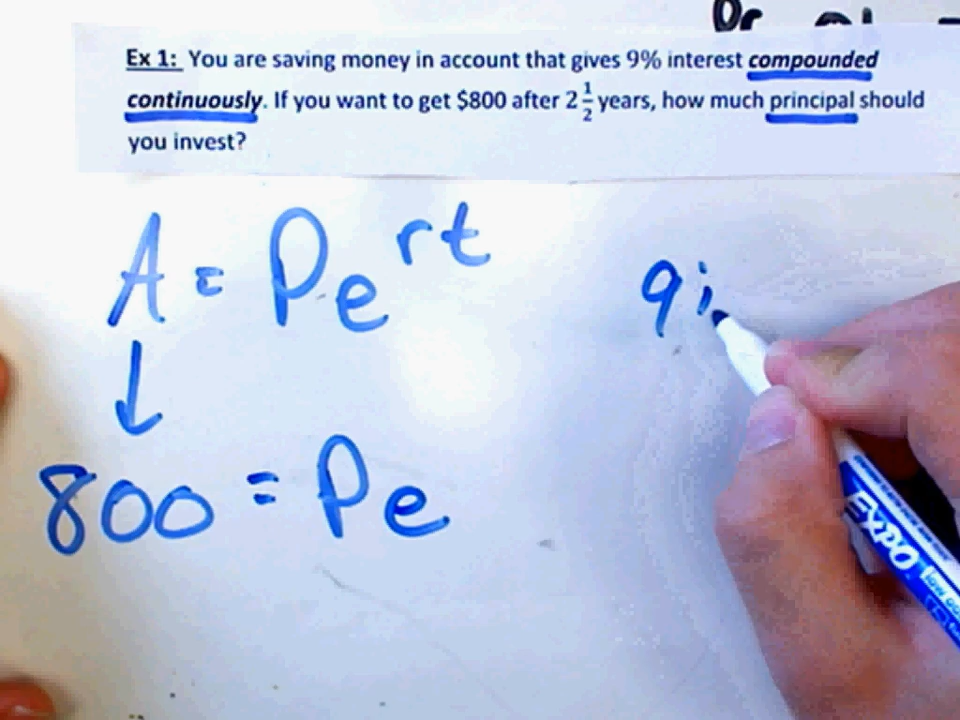 Ex 1: You are saving money in account that gives 9% interest compounded
continuously. If you want to get $800 after 2 1/2 years, how much principal should
you invest?
A = Pe^rt
9
800 = Pe
EXPO